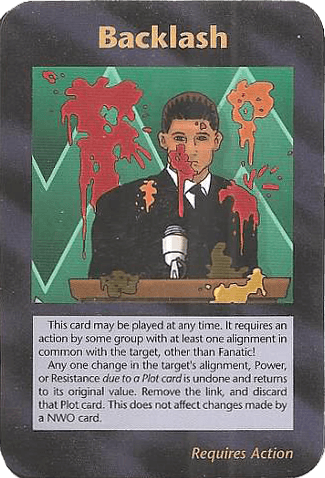 Backlash
This card may be played at any time. It requires an
action by some group with at least one alignment in
common with the target, other than Fanatic!
Any one change in the target's alignment, Power,
or Resistance due to a Plot card is undone and returns
to its original value. Remove the link, and discard
that Plot card. This does not affect changes made by
a NWO card.
Requires Action